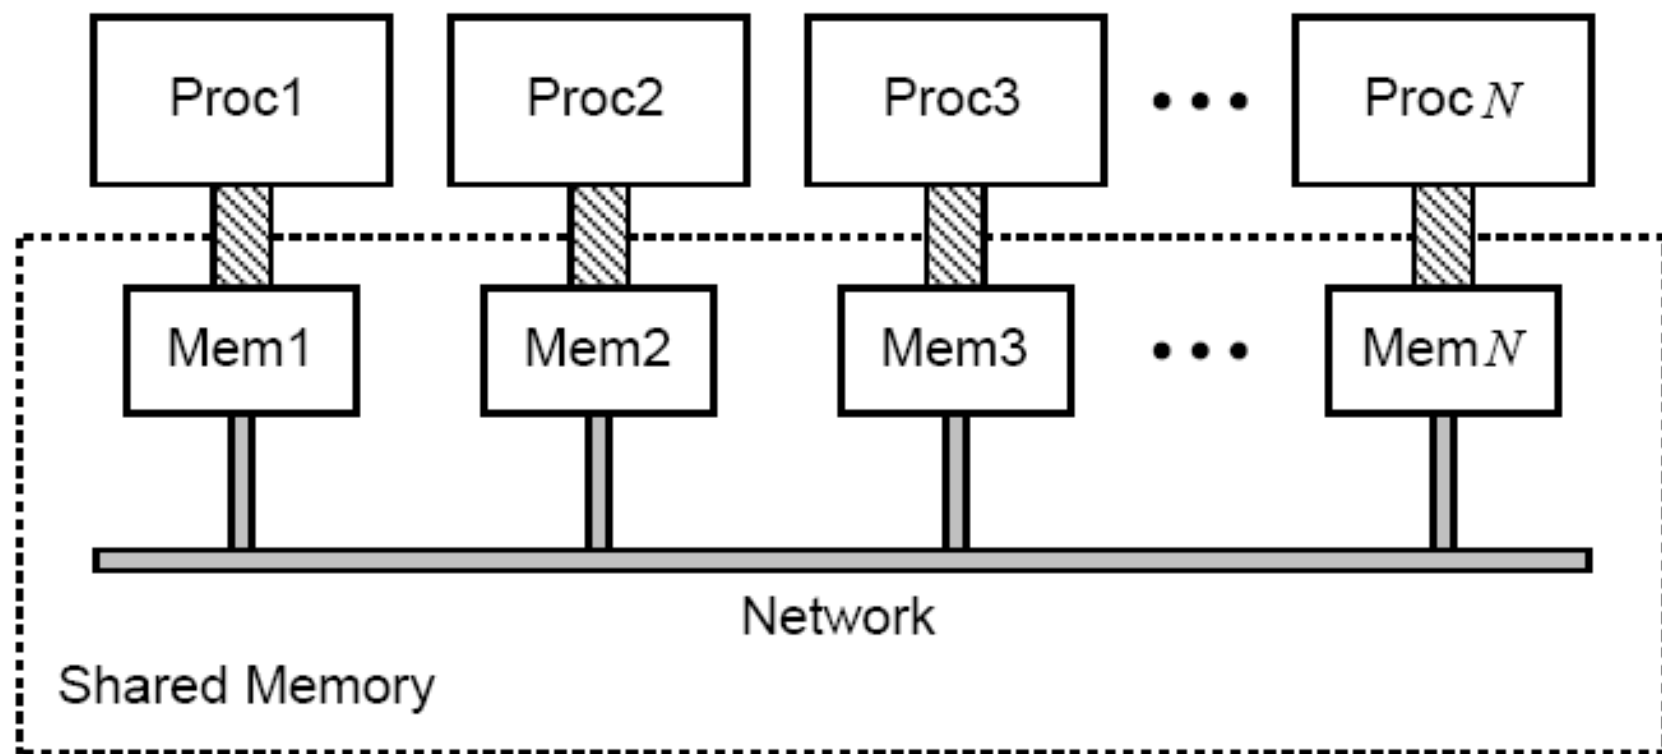 Proc1 Proc2 Proc3 ••• Proc N
Mem1 Mem2 Mem3 ••• Mem N
Network
Shared Memory